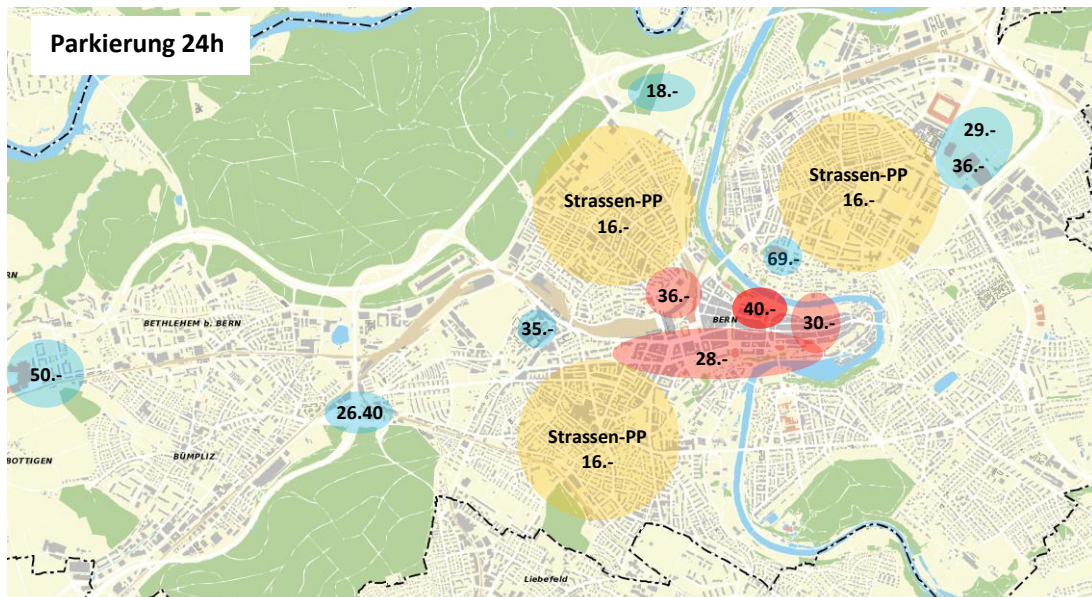 Parkierung 24h
18.-
29.-
36.-
Strassen-PP
16.-
Strassen-PP
16.-
69.-
36.-
40.-
BERN
30.-
BETHLEHEM b. BERN
35.-
28.-
50.-
26.40
Strassen-PP
16.-
BÜMPLIZ
BOTTIGEN
Liebefeld
RN